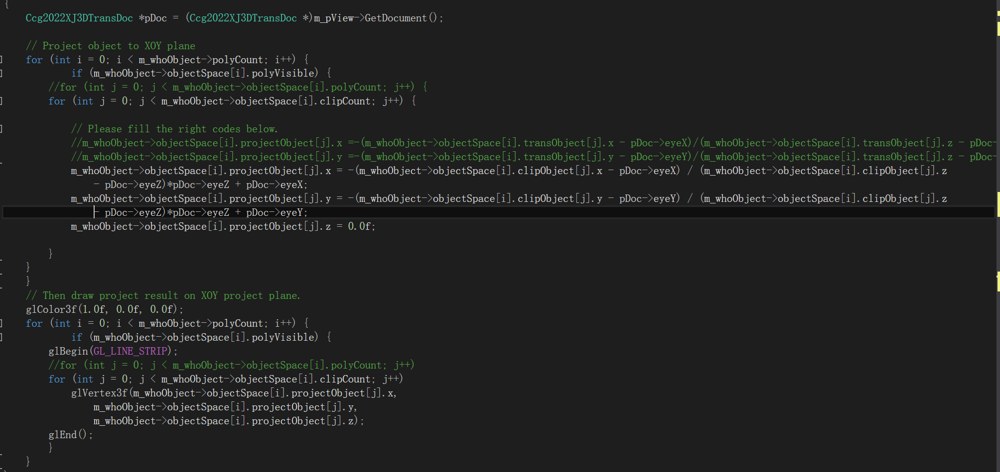 {
    Ccg2022XJ3DTransDoc *pDoc = (Ccg2022XJ3DTransDoc *)m_pView->GetDocument();
    // Project object to XOY plane
    for (int i = 0; i < m_whoObject->polyCount; i++) {
            if (m_whoObject->objectSpace[i].polyVisible) {
        //for (int j = 0; j < m_whoObject->objectSpace[i].polyCount; j++) {
        for (int j = 0; j < m_whoObject->objectSpace[i].clipCount; j++) {
            // Please fill the right codes below.
            //m_whoObject->objectSpace[i].projectObject[j].x =-(m_whoObject->objectSpace[i].transObject[j].x - pDoc->eyeX)/(m_whoObject->objectSpace[i].transObject[j].z - pDoc-
            //m_whoObject->objectSpace[i].projectObject[j].y =-(m_whoObject->objectSpace[i].transObject[j].y - pDoc->eyeY)/(m_whoObject->objectSpace[i].transObject[j].z - pDoc-
            m_whoObject->objectSpace[i].projectObject[j].x = -(m_whoObject->objectSpace[i].clipObject[j].x - pDoc->eyeX) / (m_whoObject->objectSpace[i].clipObject[j].z
                - pDoc->eyeZ)*pDoc->eyeZ + pDoc->eyeX;
            m_whoObject->objectSpace[i].projectObject[j].y = -(m_whoObject->objectSpace[i].clipObject[j].y - pDoc->eyeY) / (m_whoObject->objectSpace[i].clipObject[j].z
                - pDoc->eyeZ)*pDoc->eyeZ + pDoc->eyeY;
            m_whoObject->objectSpace[i].projectObject[j].z = 0.0f;
        }
    }
    }
    // Then draw project result on XOY project plane.
    glColor3f(1.0f, 0.0f, 0.0f);
    for (int i = 0; i < m_whoObject->polyCount; i++) {
            if (m_whoObject->objectSpace[i].polyVisible) {
        glBegin(GL_LINE_STRIP);
        //for (int j = 0; j < m_whoObject->objectSpace[i].polyCount; j++)
        for (int j = 0; j < m_whoObject->objectSpace[i].clipCount; j++)
            glVertex3f(m_whoObject->objectSpace[i].projectObject[j].x,
                m_whoObject->objectSpace[i].projectObject[j].y,
                m_whoObject->objectSpace[i].projectObject[j].z);
        glEnd();
        }
    }